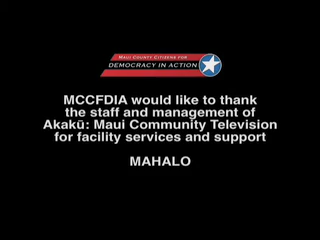 MAUI COUNTY CITIZENS FOR
DEMOCRACY IN ACTION
MCCFDIA would like to thank
the staff and management of
Akakū: Maui Community Television
for facility services and support
MAHALO